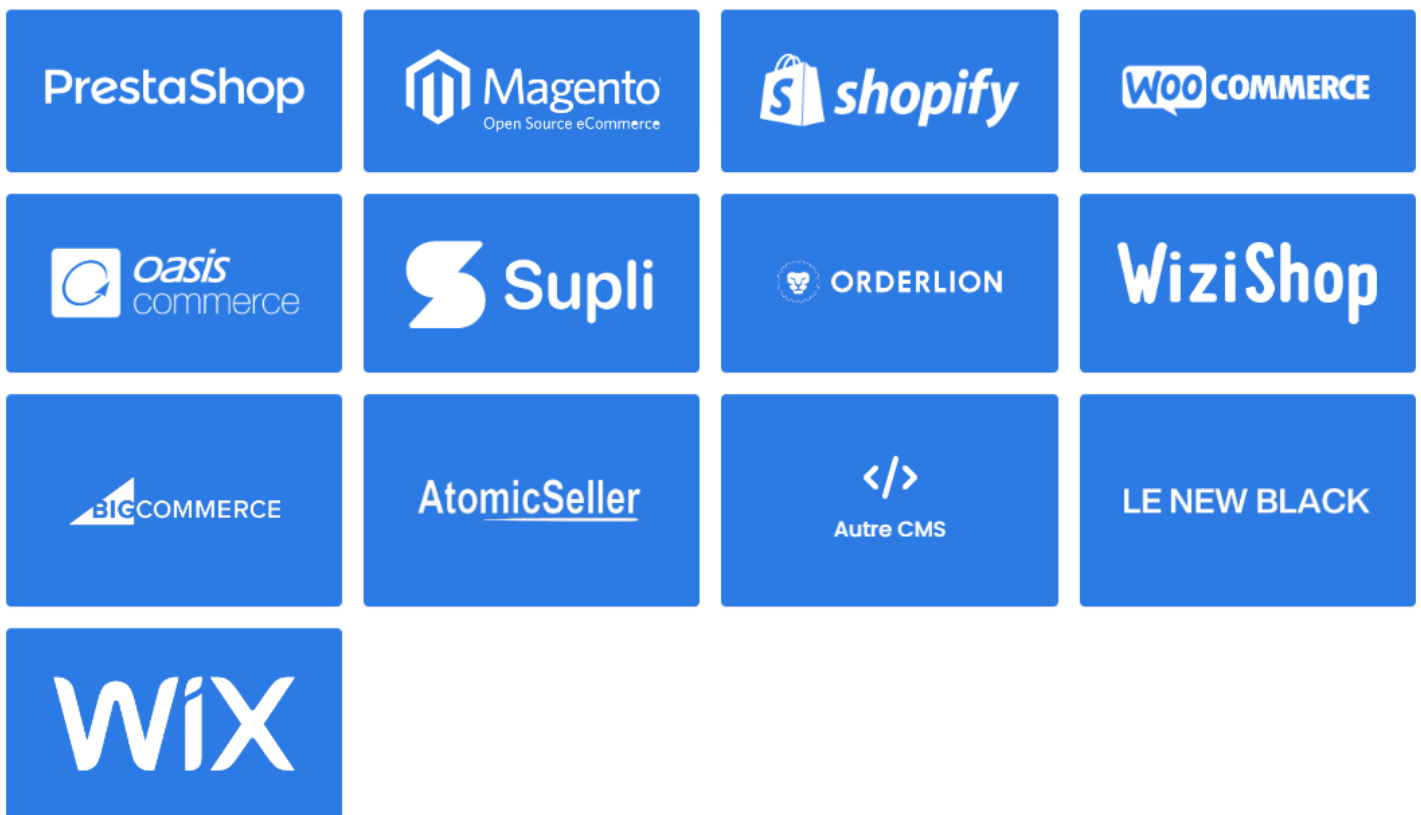 PrestaShop
Magento
Open Source eCommerce
S shopify
WOO COMMERCE
oasis
commerce
Supli
ORDERLION
WiziShop
BIGCOMMERCE
AtomicSeller
</>
Autre CMS
LE NEW BLACK
WiX